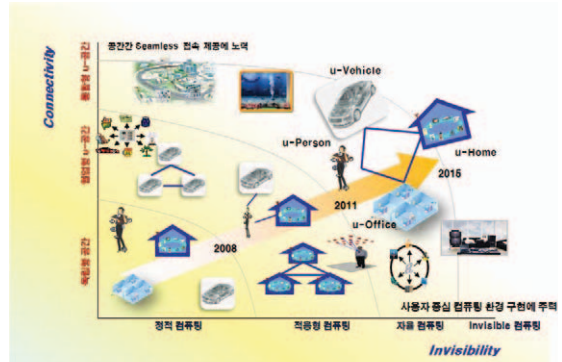 공간간 Seamless 접속 제공에 노력
Connectivity
통합형 u-공간
협업형 u-공간
독립형 공간
u-Vehicle
u-Person
u-Home
2015
2011
u-Office
2008
사용자 중심 컴퓨팅 환경 구현에 주력
정적 컴퓨팅
적응형 컴퓨팅
자율 컴퓨팅
Invisible 컴퓨팅
Invisibility